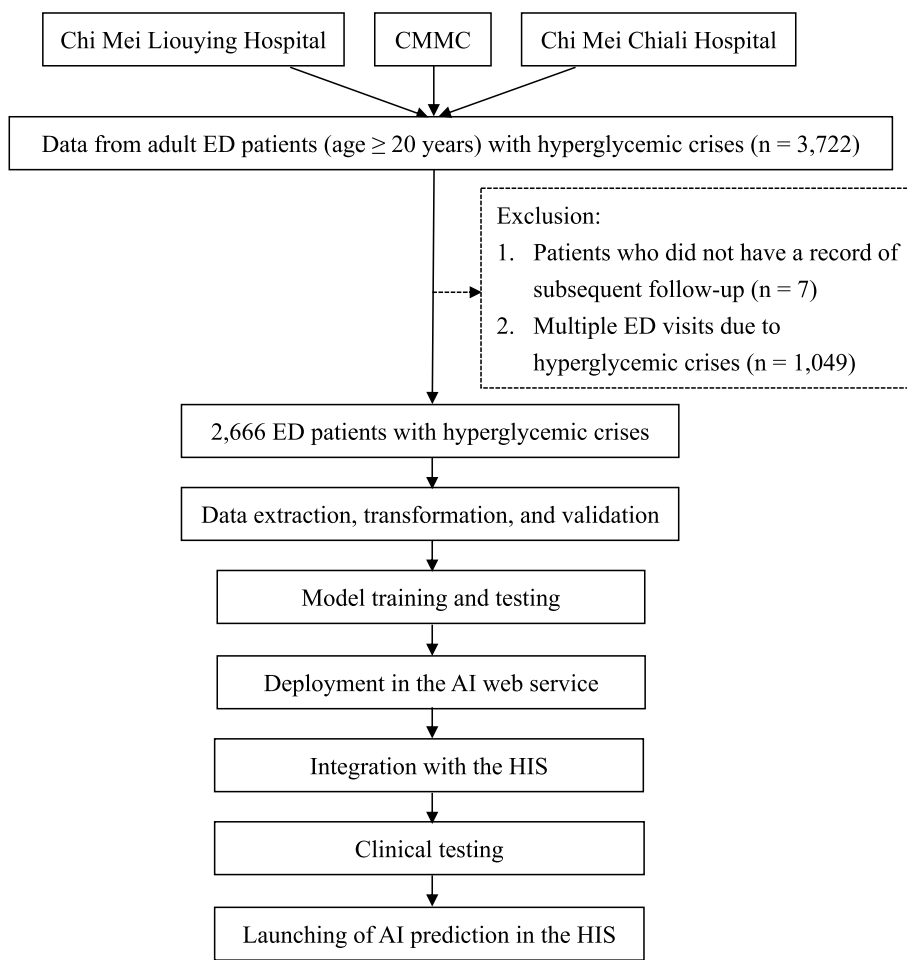 Chi Mei Liouying Hospital
CMMC
Chi Mei Chiali Hospital
Data from adult ED patients (age ≥ 20 years) with hyperglycemic crises (n = 3,722)
Exclusion:
1. Patients who did not have a record of
subsequent follow-up (n = 7)
2. Multiple ED visits due to
hyperglycemic crises (n = 1,049)
2,666 ED patients with hyperglycemic crises
Data extraction, transformation, and validation
Model training and testing
Deployment in the AI web service
Integration with the HIS
Clinical testing
Launching of AI prediction in the HIS